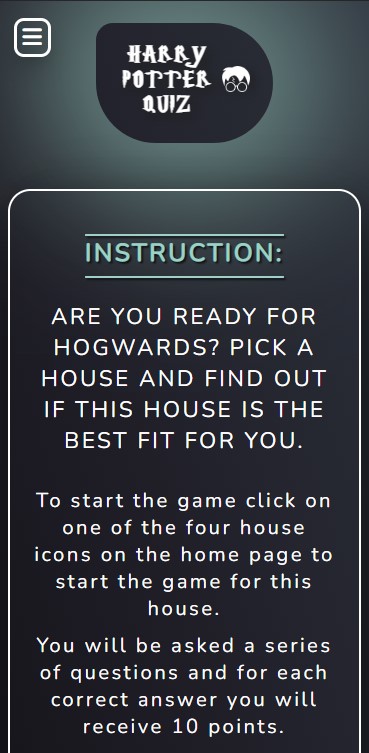 HARRY
POTTER
QUIZ
INSTRUCTION:
ARE YOU READY FOR
HOGWARDS? PICK A
HOUSE AND FIND OUT
IF THIS HOUSE IS THE
BEST FIT FOR YOU.
To start the game click on
one of the four house
icons on the home page to
start the game for this
house.
You will be asked a series
of questions and for each
correct answer you will
receive 10 points.